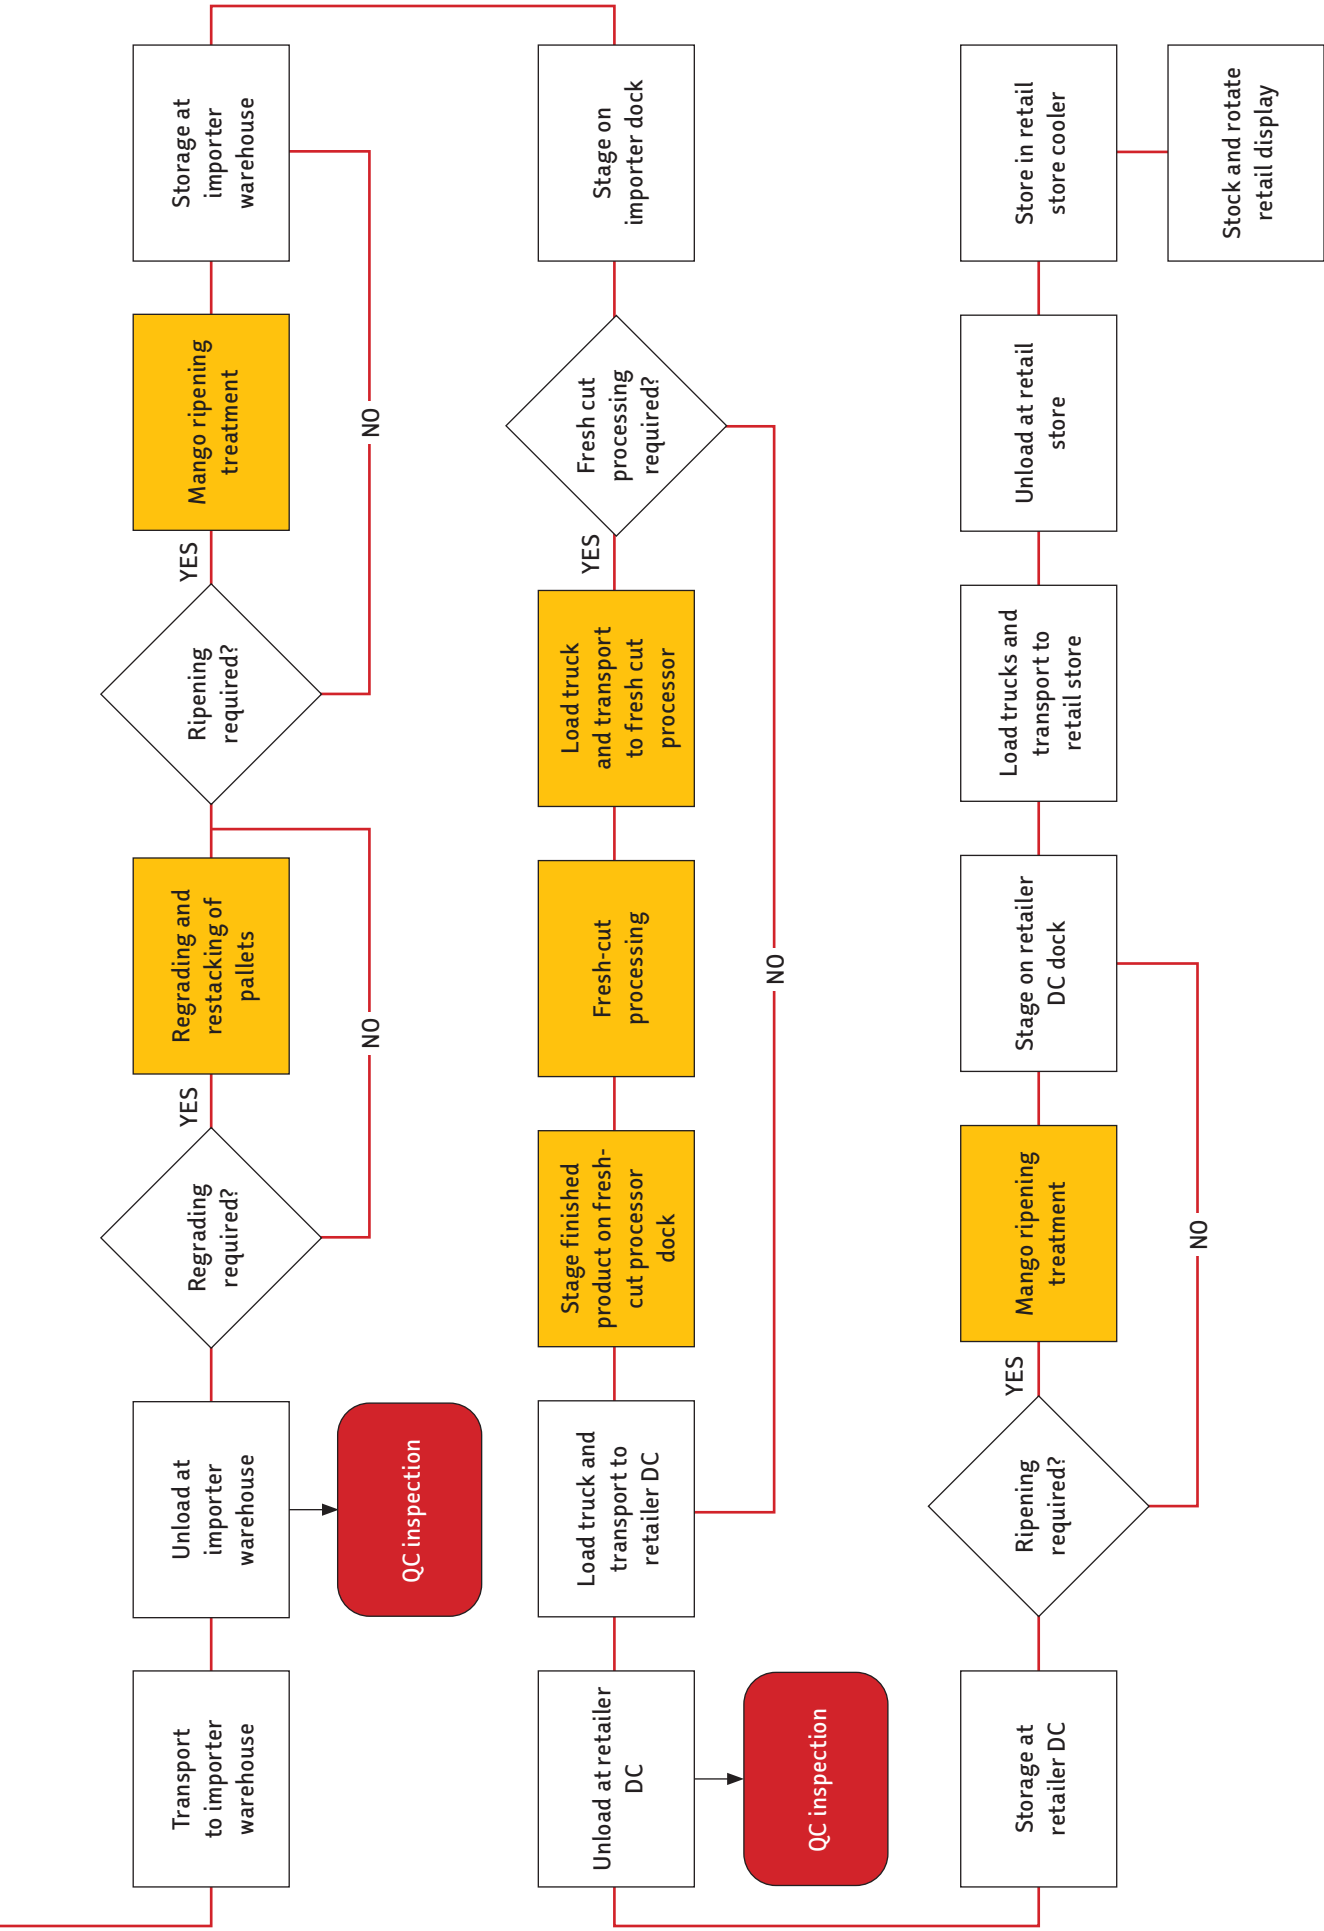 Transport
to importer
warehouse
Unload at
importer
warehouse
QC inspection
Regrading
required?
YES
NO
Regrading and
restacking of
pallets
Ripening
required?
YES
NO
Mango ripening
treatment
Storage at
importer
warehouse
Stage on
importer dock
Fresh cut
processing
required?
YES
NO
Load truck
and transport
to fresh cut
processor
Fresh-cut
processing
Stage finished
product on fresh-
cut processor
dock
Load truck and
transport to
retailer DC
Unload at retailer
DC
QC inspection
Storage at
retailer DC
Ripening
required?
YES
NO
Mango ripening
treatment
Stage on retailer
DC dock
Load trucks and
transport to
retail store
Unload at retail
store
Store in retail
store cooler
Stock and rotate
retail display